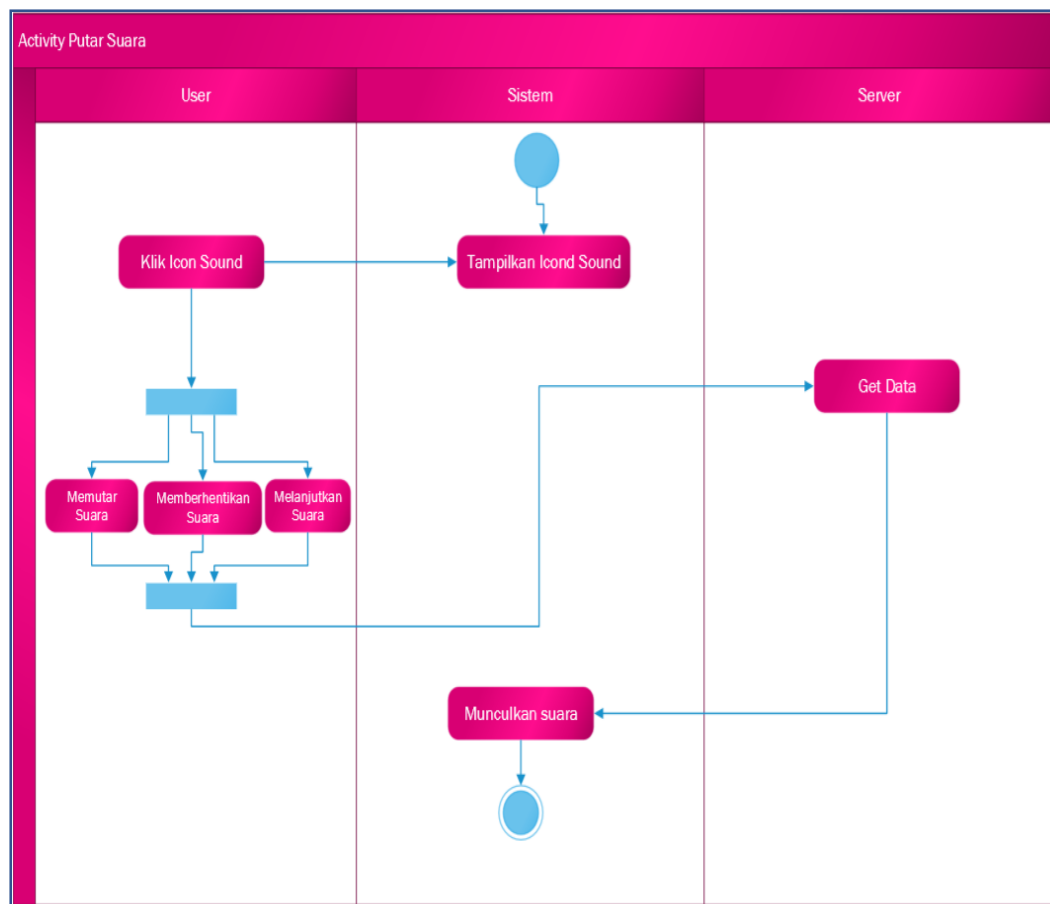 Activity Putar Suara
User
Sistem
Server
Klik Icon Sound
Tampilkan Icond Sound
Get Data
Memutar
Suara
Memberhentikan
Suara
Melanjutkan
Suara
Munculkan suara